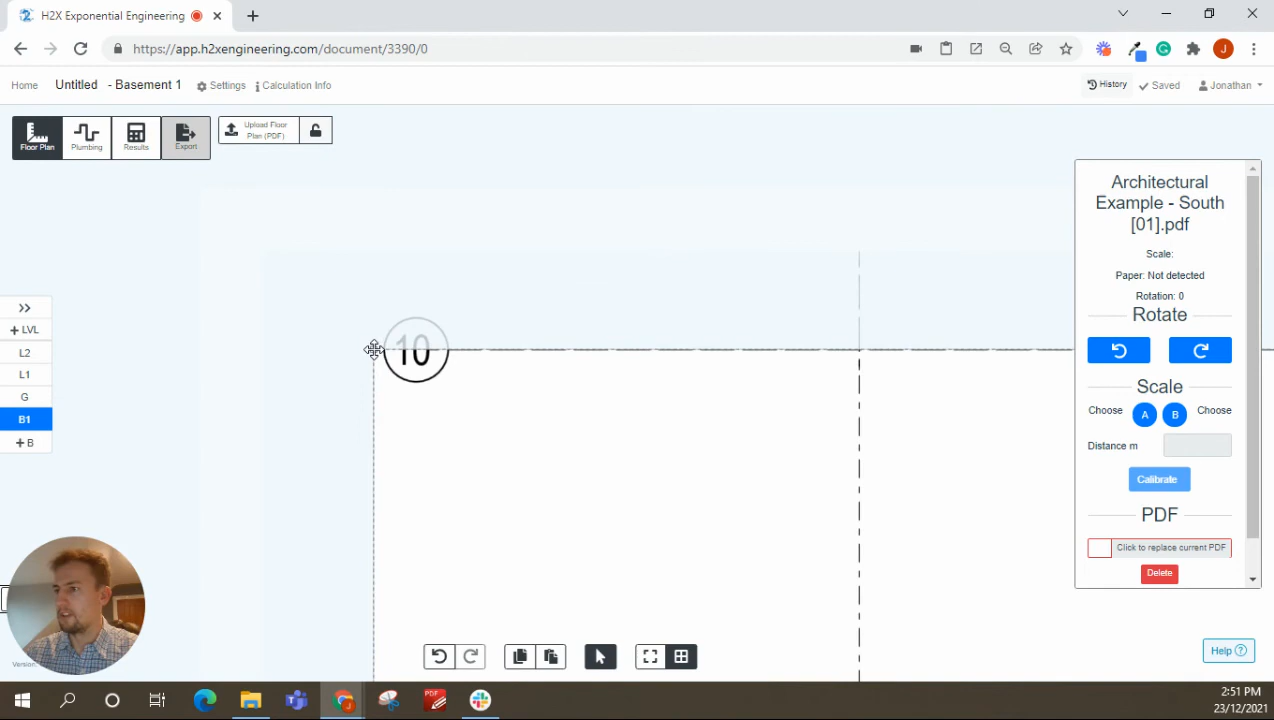 H2X Exponential Engineering
https://app.h2xengineering.com/document/3390/0
J
Home
Untitled - Basement 1
Settings
Calculation Info
History
Saved
Jonathan
Floor Plan
Plumbing
Results
Export
Upload Floor
Plan (PDF)
Architectural
Example - South
[01].pdf
Scale:
Paper: Not detected
Rotation: 0
Rotate
Scale
Choose A B Choose
Distance m
Calibrate
PDF
Click to replace current PDF
Delete
>>
+ LVL
L2
L1
G
B1
+ B
10
Help
2:51 PM
23/12/2021
PDF